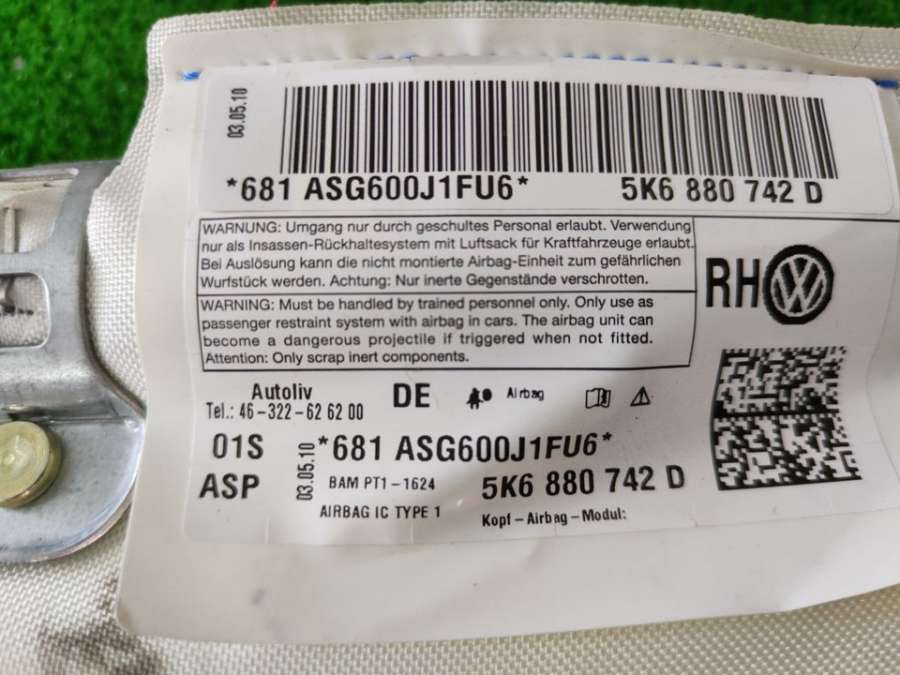 03.05.10
*681 ASG600J1FU6* 5K6 880 742 D
WARNUNG: Umgang nur durch geschultes Personal erlaubt. Verwendung
nur als Insassen-Rückhaltesystem mit Luftsack für Kraftfahrzeuge erlaubt.
Bei Auslösung kann die nicht montierte Airbag-Einheit zum gefährlichen
Wurfstück werden. Achtung: Nur inerte Gegenstände verschrotten.
WARNING: Must be handled by trained personnel only. Only use as
passenger restraint system with airbag in cars. The airbag unit can
become a dangerous projectile if triggered when not fitted.
Attention: Only scrap inert components.
RH VW
Autoliv DE Airbag
Tel.: 46-322-62 62 00
01S *681 ASG600J1FU6*
ASP 03.05.10 BAM PT1-1624 5K6 880 742 D
AIRBAG IC TYPE 1 Kopf-Airbag-Modul: